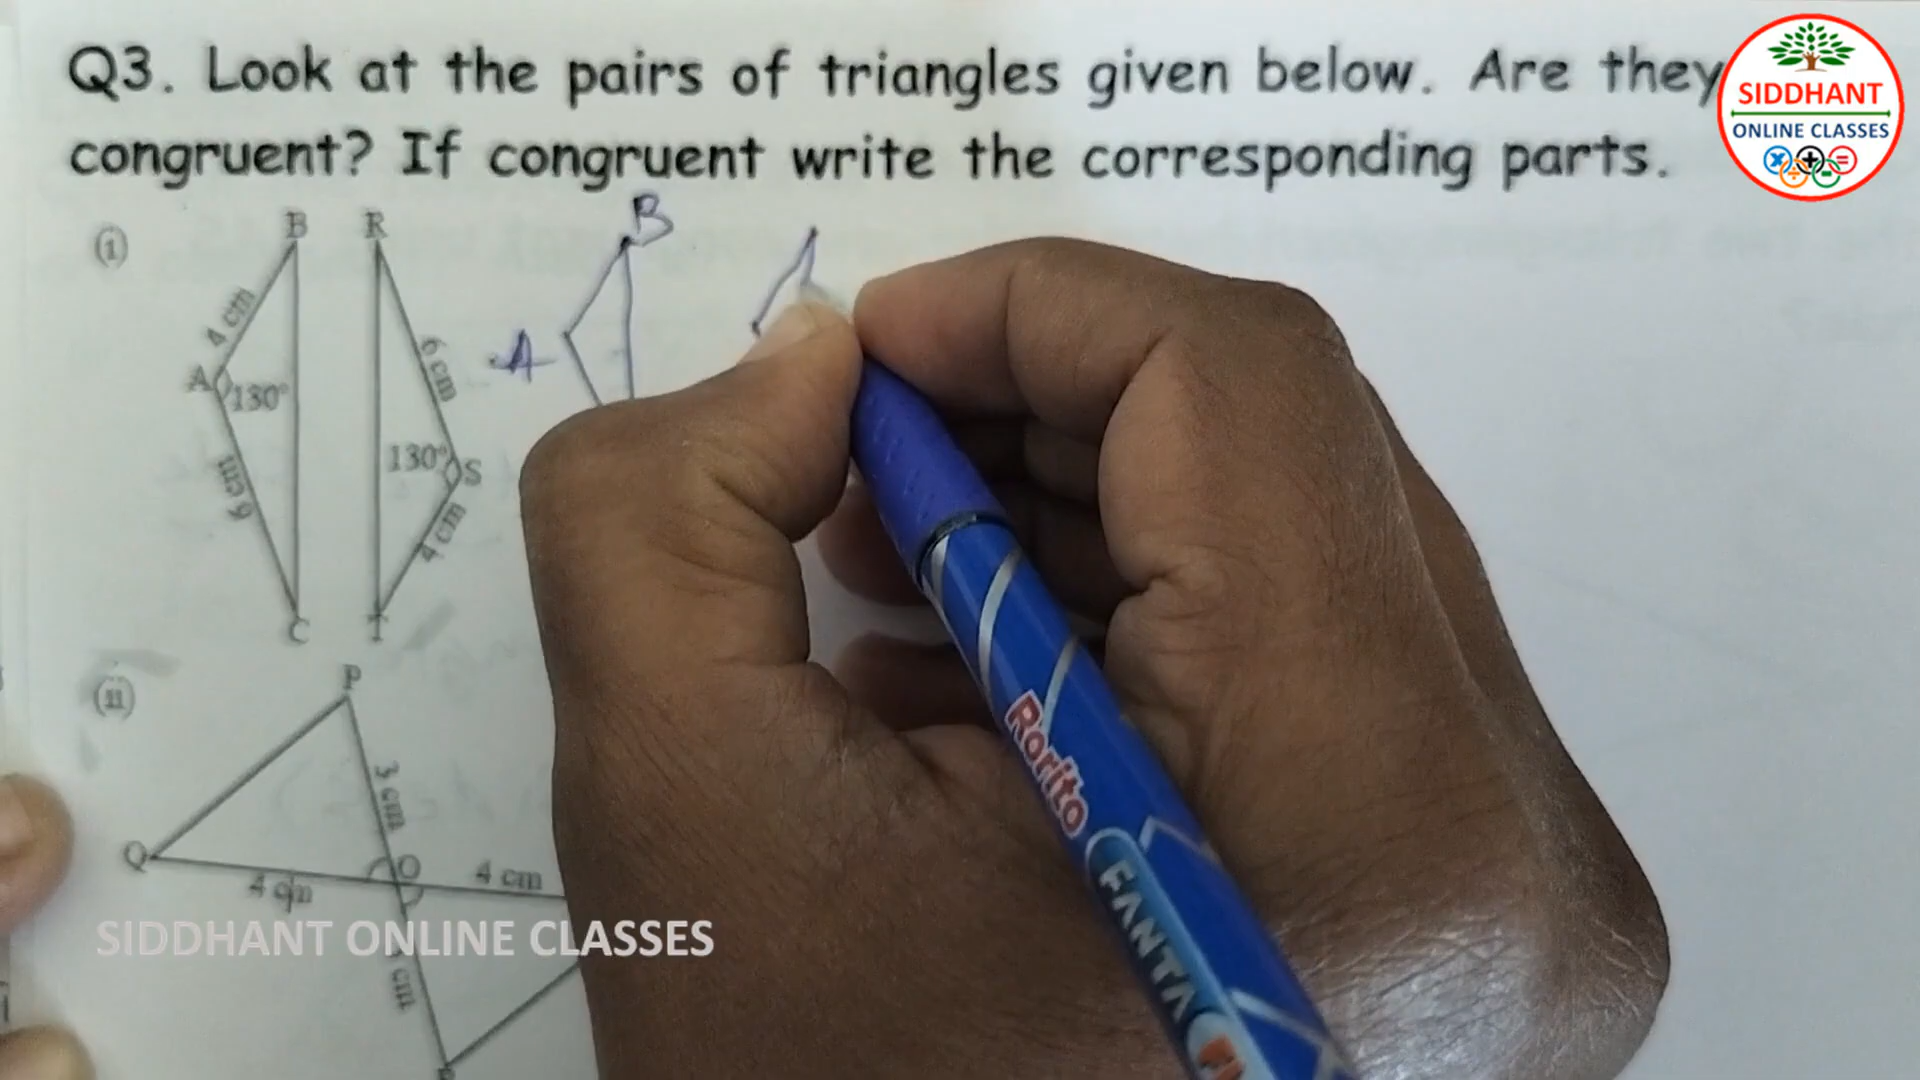 Q3. Look at the pairs of triangles given below. Are they
congruent? If congruent write the corresponding parts.
SIDDHANT
ONLINE CLASSES
(i)
B R
4 cm
A
130°
6 cm
6 cm
130°
S
4 cm
C T
B
A
(ii)
P
3 cm
Q
O
4 cm
4 cm
SIDDHANT ONLINE CLASSES
cm